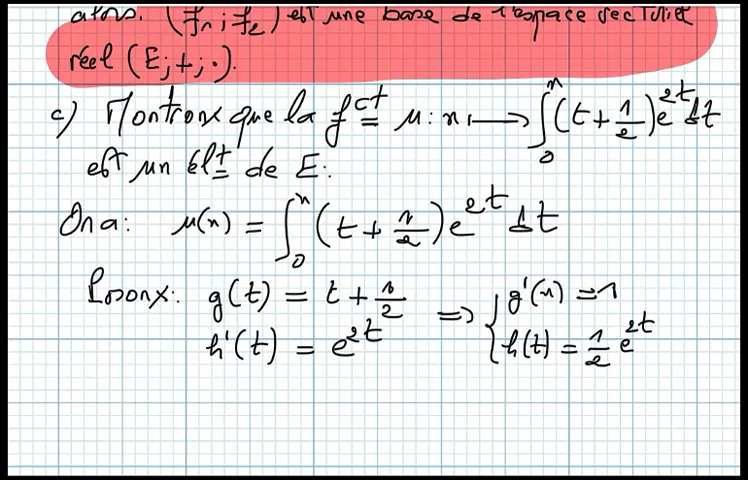 alors. (f₁; f₂) est une base de l'espace vectoriel
réel (E; +; ·).
c) Montrons que la fct u: x ⟼ ∫₀ˣ (t + 1/2) e^{2t} dt
est un élt de E:
On a: u(x) = ∫₀ˣ (t + 1/2) e^{2t} dt
Posons: g(t) = t + 1/2 ⇒ { g'(x) = 1
h'(t) = e^{2t} h(t) = 1/2 e^{2t}